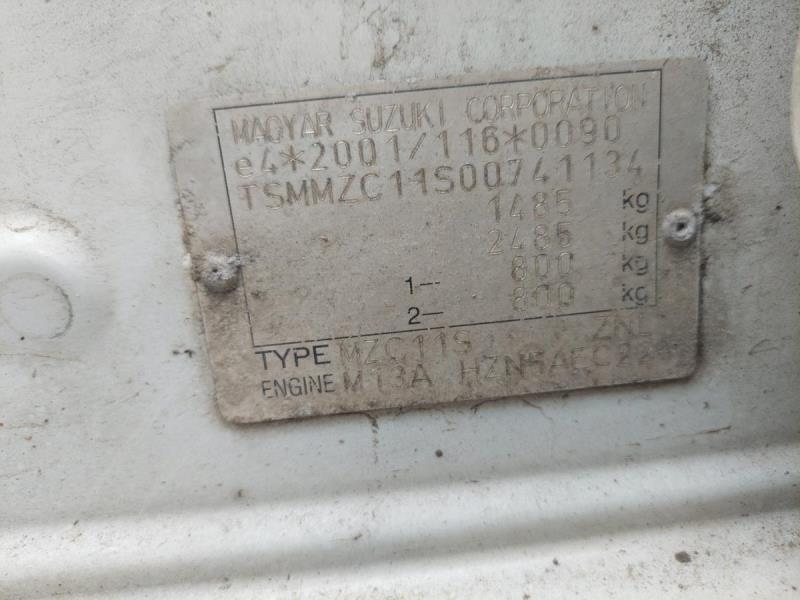 MAGYAR SUZUKI CORPORATION
e4*2001/116*0090
TSMMZC11S00741134
1485 kg
2485 kg
1- 800 kg
2- 800 kg
TYPE MZC11S
ENGINE M13A